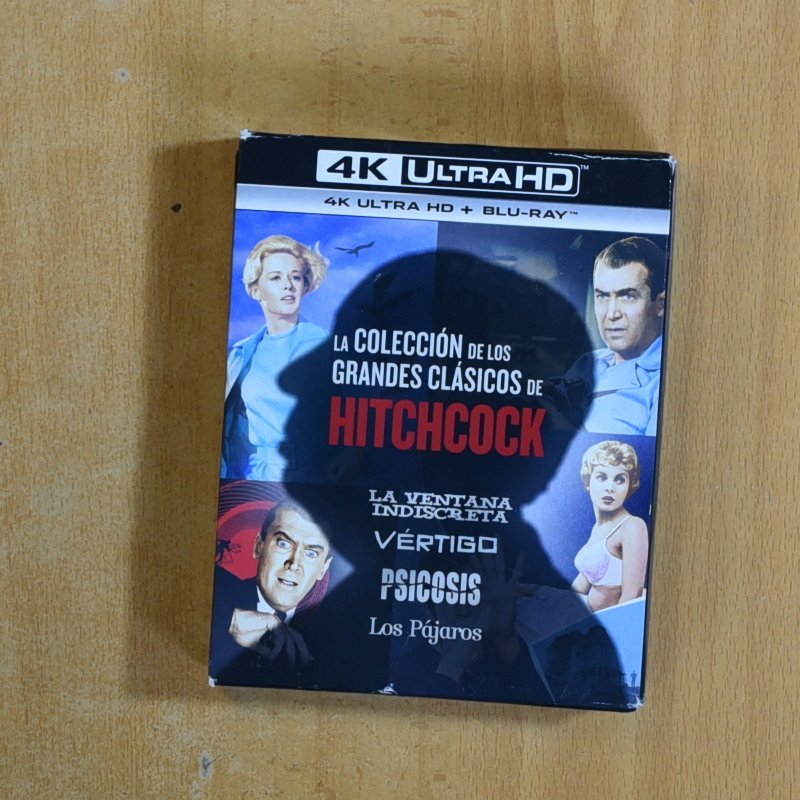 4K ULTRA HD™
4K ULTRA HD + BLU-RAY™
LA COLECCIÓN DE LOS
GRANDES CLÁSICOS DE
HITCHCOCK
LA VENTANA
INDISCRETA
VÉRTIGO
PSICOSIS
Los Pájaros